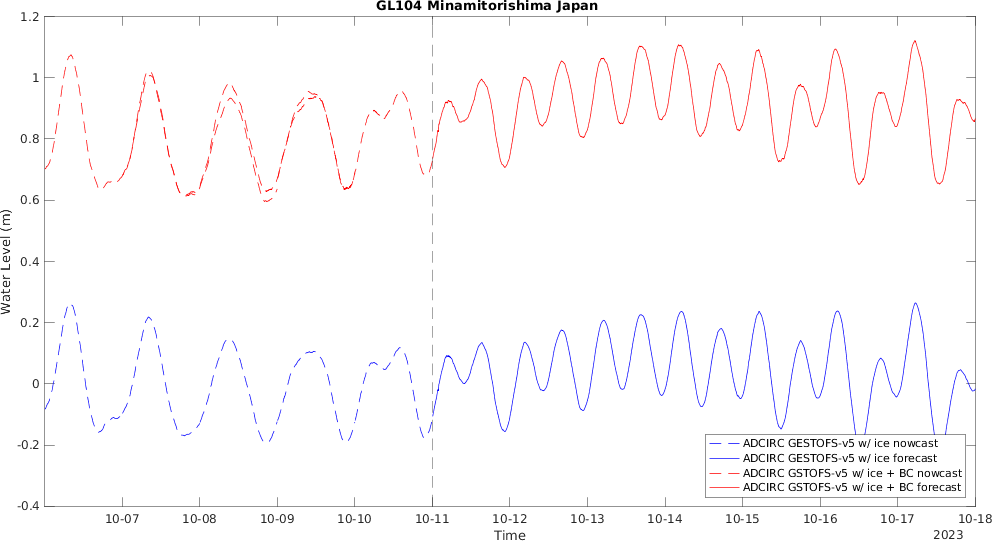 GL104 Minamitorishima Japan
1.2
1
0.8
0.6
0.4
0.2
0
-0.2
-0.4
Water Level (m)
ADCIRC GESTOFS-v5 w/ ice nowcast
ADCIRC GESTOFS-v5 w/ ice forecast
ADCIRC GSTOFS-v5 w/ ice + BC nowcast
ADCIRC GSTOFS-v5 w/ ice + BC forecast
10-07 10-08 10-09 10-10 10-11 10-12 10-13 10-14 10-15 10-16 10-17 10-18
Time
2023